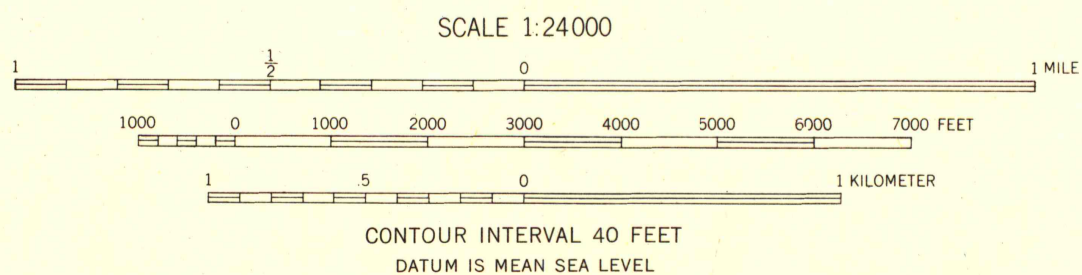 SCALE 1:24000
1 1/2 0 1 MILE
1000 0 1000 2000 3000 4000 5000 6000 7000 FEET
1 .5 0 1 KILOMETER
CONTOUR INTERVAL 40 FEET
DATUM IS MEAN SEA LEVEL